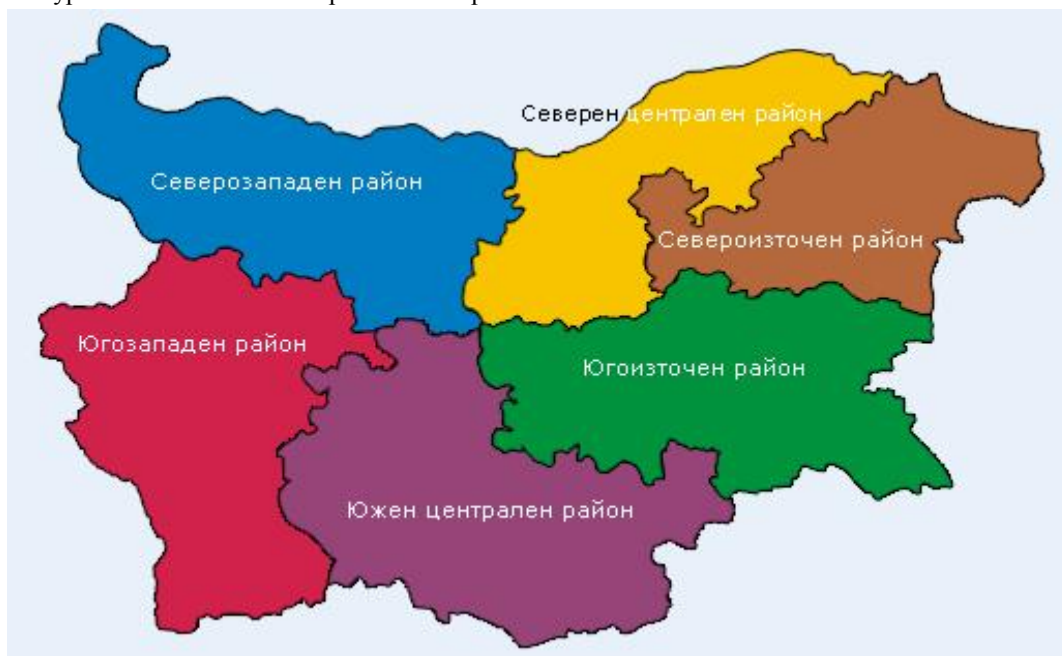 Северен централен район
Северозападен район
Североизточен район
Югозападен район
Югоизточен район
Южен централен район